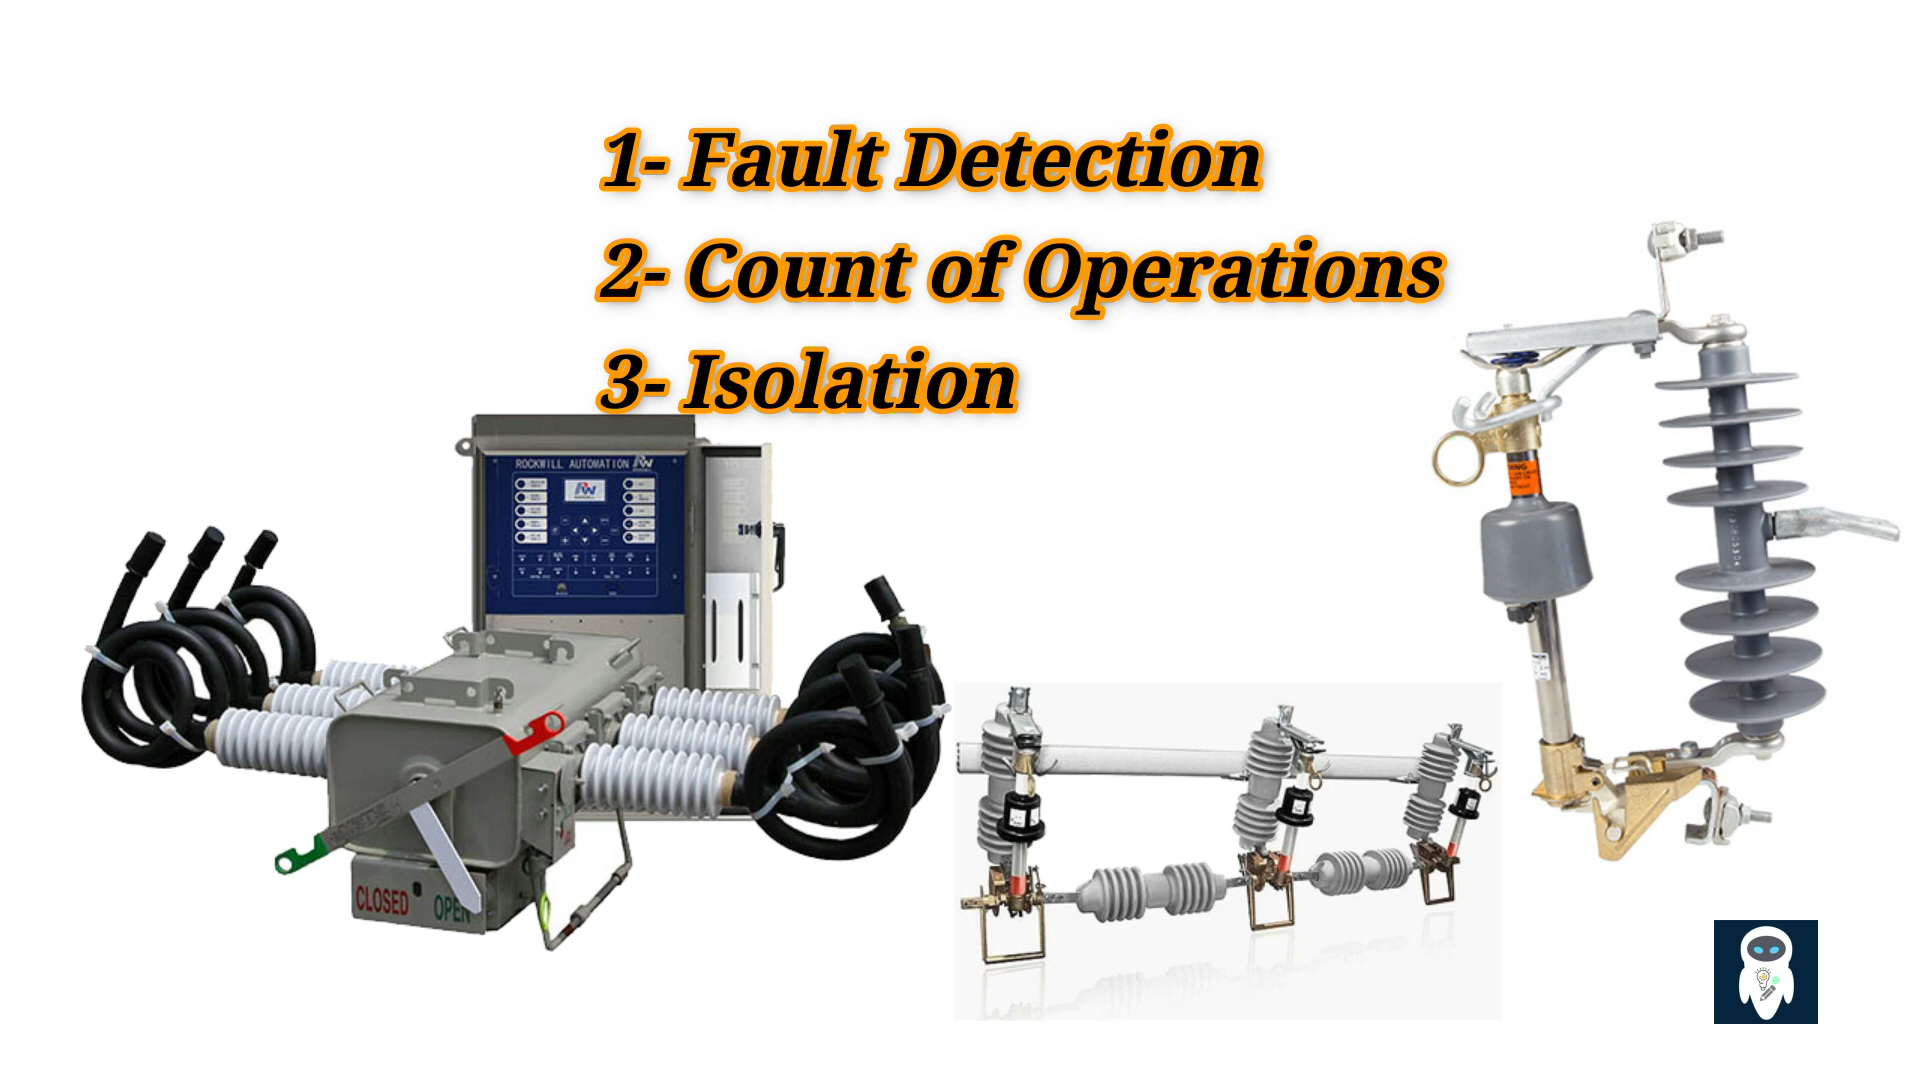 1- Fault Detection
2- Count of Operations
3- Isolation
ROCKWILL AUTOMATION
CLOSED
OPEN